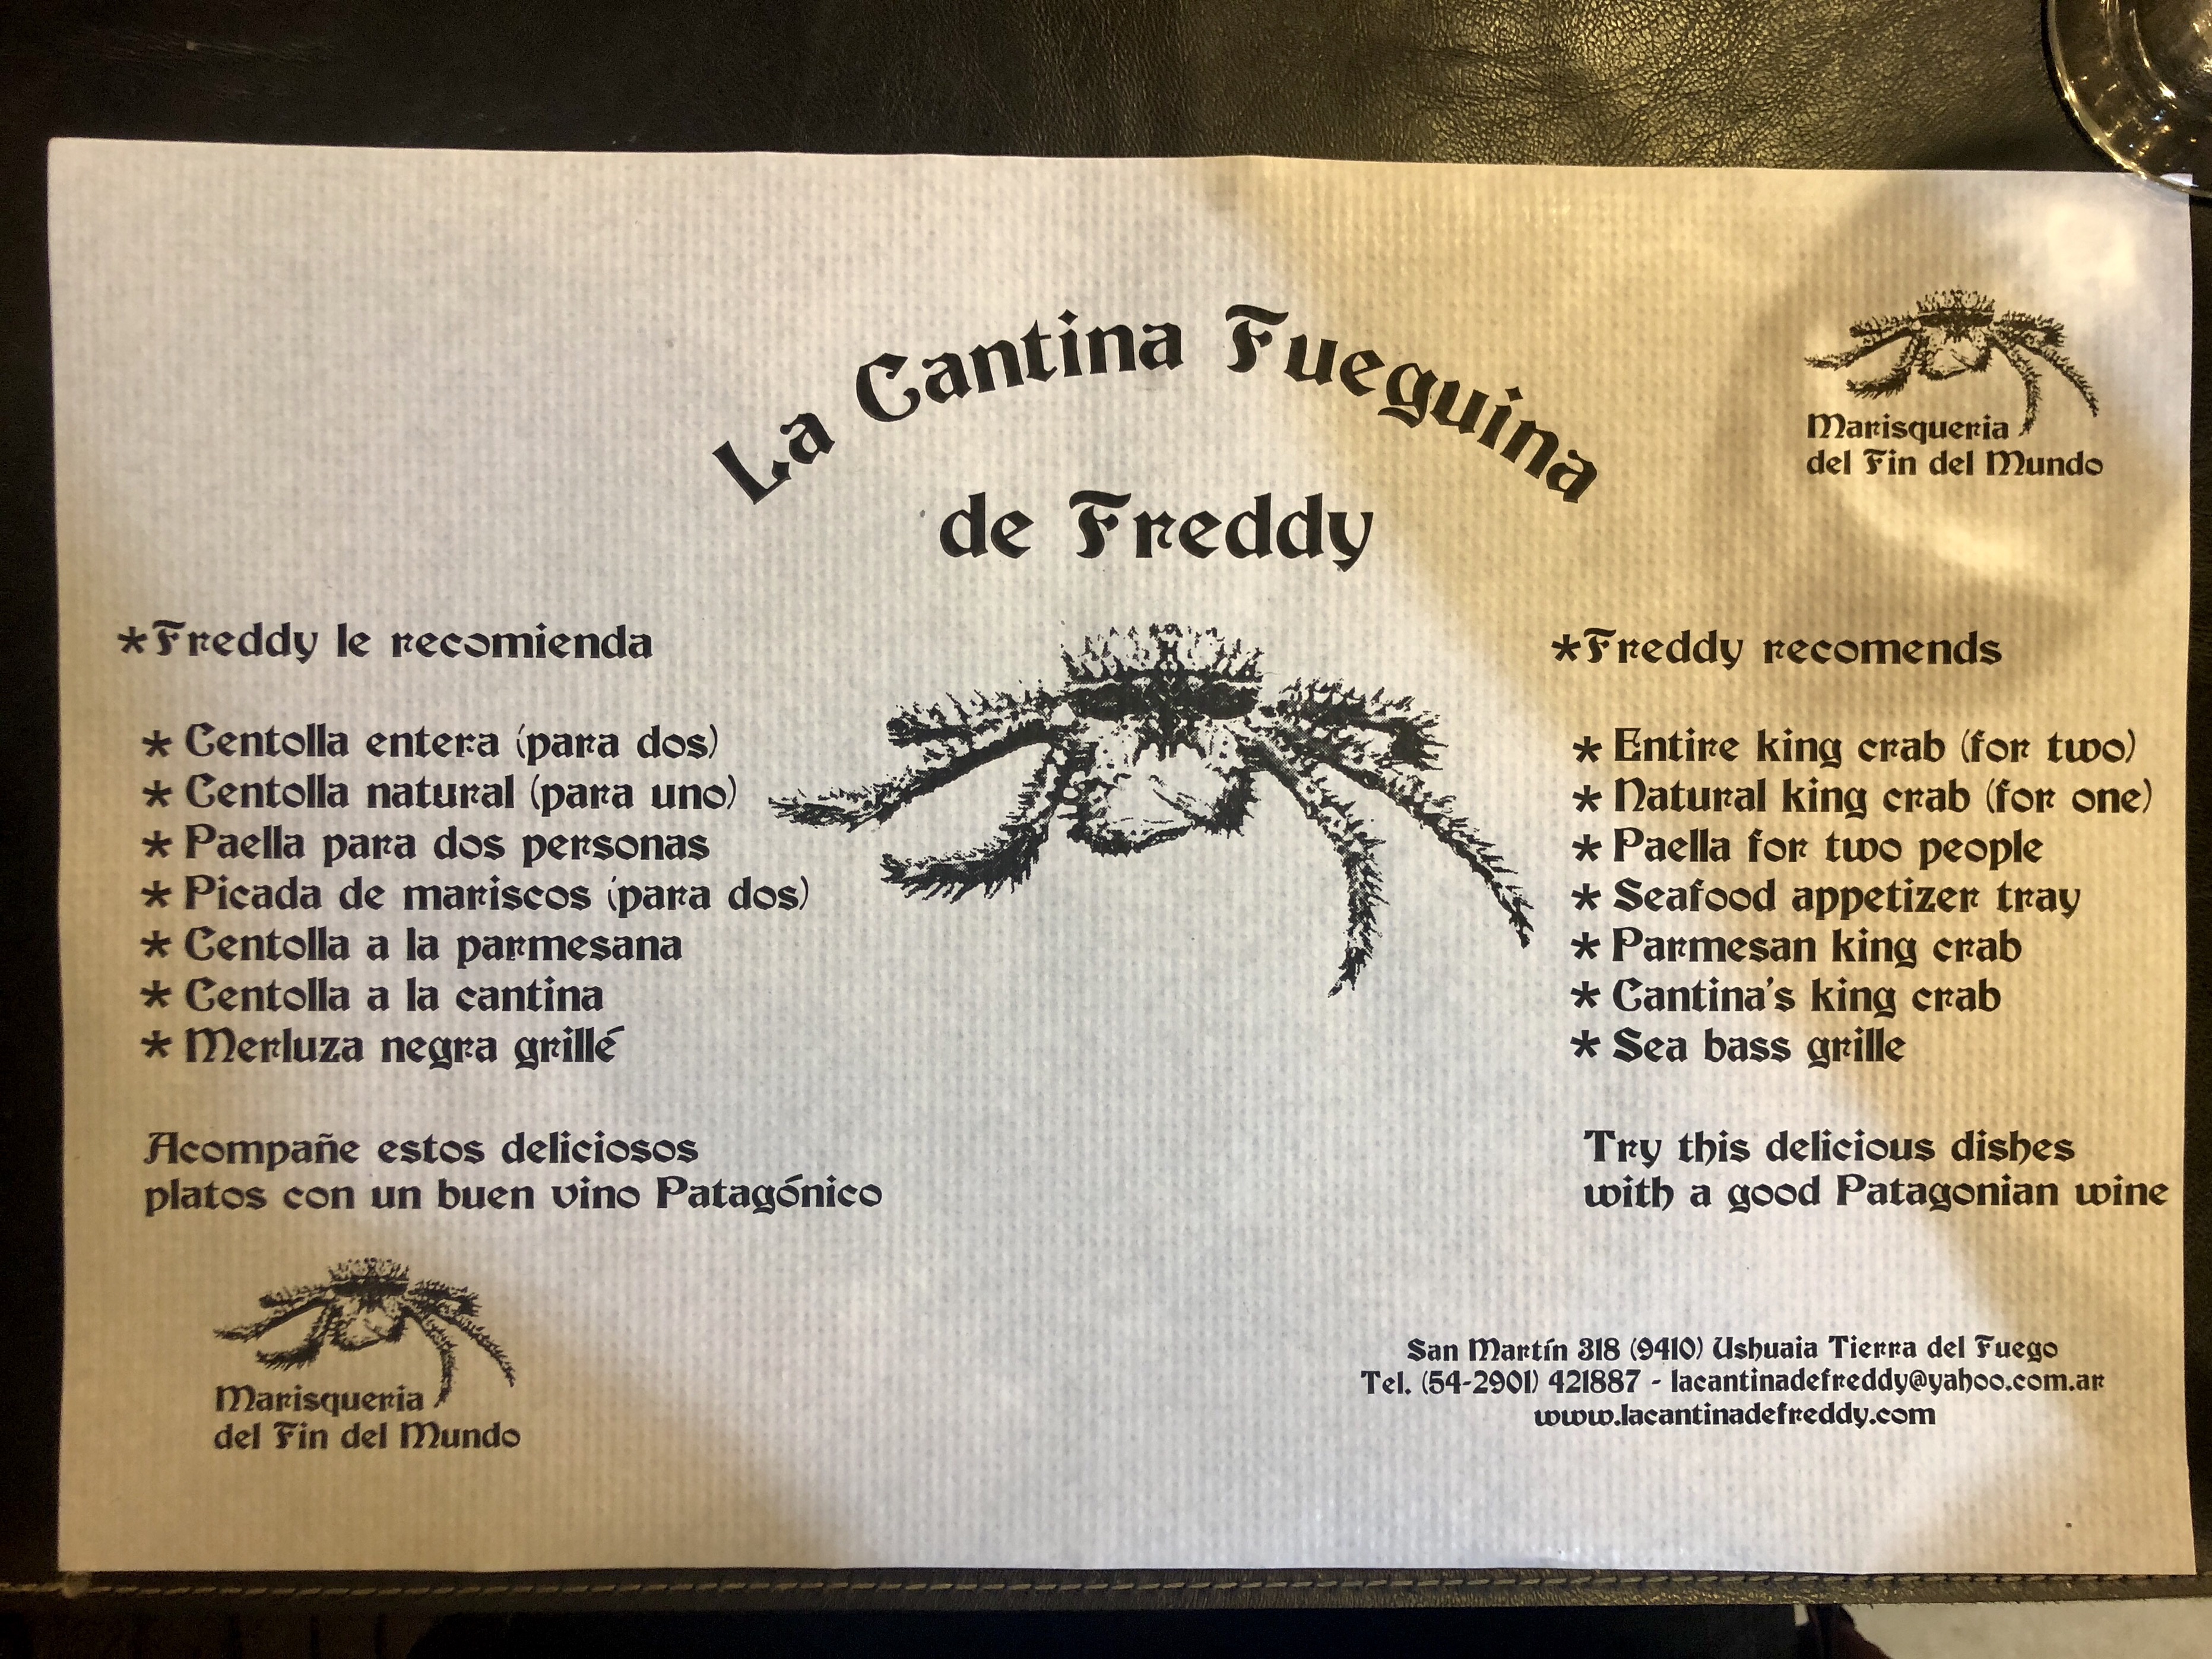 La Cantina Fueguina
de Freddy
Marisqueria
del Fin del Mundo
*Freddy le recomienda
* Centolla entera (para dos)
* Centolla natural (para uno)
* Paella para dos personas
* Picada de mariscos (para dos)
* Centolla a la parmesana
* Centolla a la cantina
* Merluza negra grillé
Acompañe estos deliciosos
platos con un buen vino Patagónico
*Freddy recomends
* Entire king crab (for two)
* Natural king crab (for one)
* Paella for two people
* Seafood appetizer tray
* Parmesan king crab
* Cantina's king crab
* Sea bass grille
Try this delicious dishes
with a good Patagonian wine
Marisqueria
del Fin del Mundo
San Martín 318 (9410) Ushuaia Tierra del Fuego
Tel. (54-2901) 421887 - lacantinadefreddy@yahoo.com.ar
www.lacantinadefreddy.com